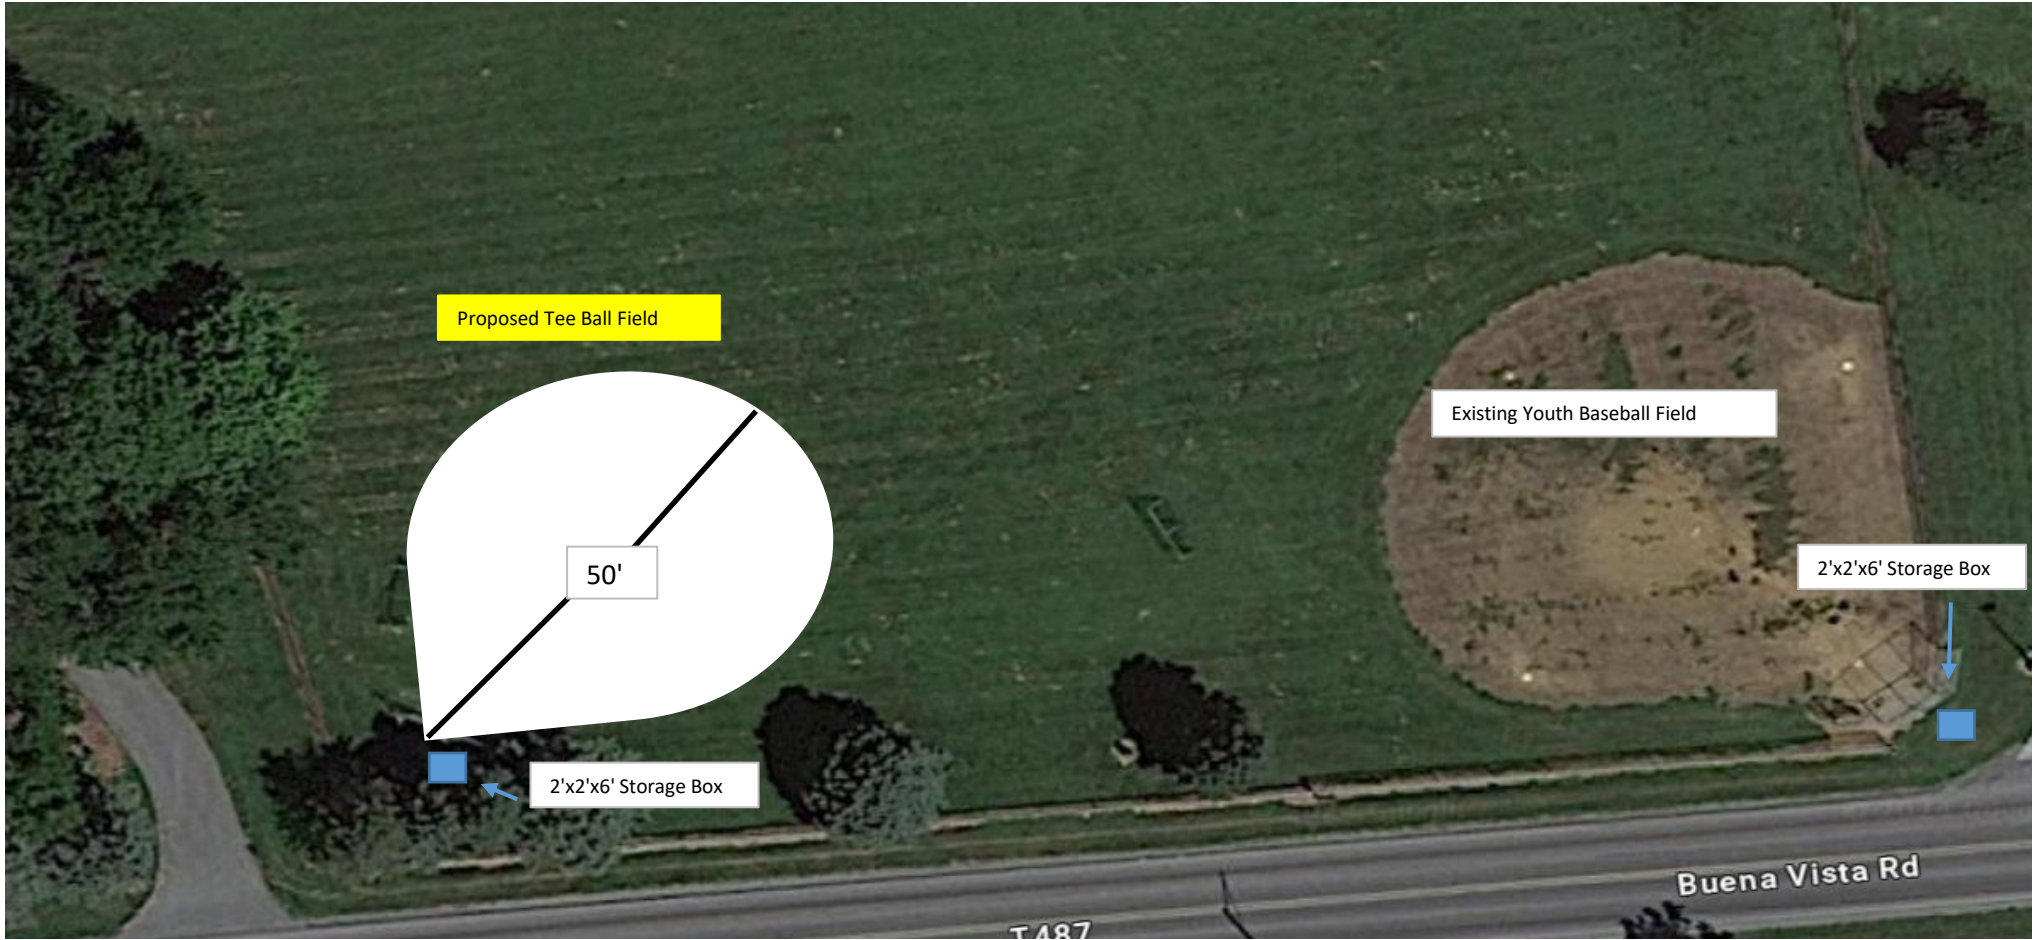 Proposed Tee Ball Field
Existing Youth Baseball Field
50'
2'x2'x6' Storage Box
2'x2'x6' Storage Box
Buena Vista Rd
T487